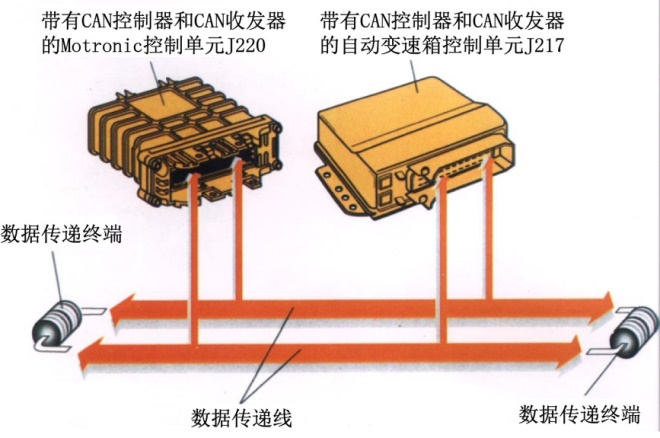 带有CAN控制器和CAN收发器
的Motronic控制单元J220
带有CAN控制器和CAN收发器
的自动变速箱控制单元J217
数据传递终端
数据传递线
数据传递终端